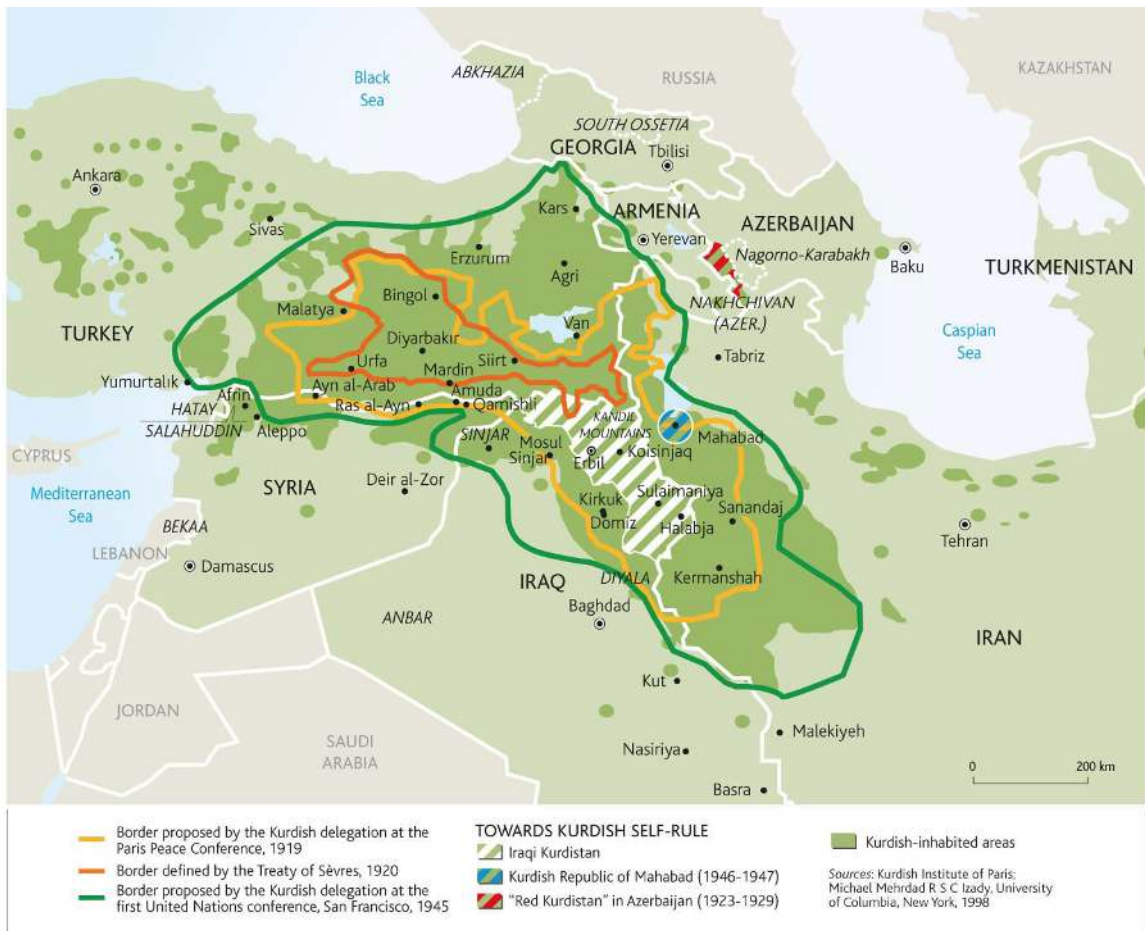 KAZAKHSTAN
ABKHAZIA
RUSSIA
Black
Sea
SOUTH OSSETIA
GEORGIA
Tbilisi
Ankara
Kars
ARMENIA
AZERBAIJAN
Sivas
Yerevan
Nagorno-Karabakh
Baku
Erzurum
Agri
TURKMENISTAN
Bingol
NAKHCHIVAN
(AZER.)
Malatya
Van
TURKEY
Caspian
Sea
Diyarbakır
Tabriz
Urfa
Siirt
Mardin
Yumurtalık
Ayn al-Arab
Amuda
Afrin
Ras al-Ayn
Qamishli
HATAY
KANDIL
MOUNTAINS
SALAHUDDIN
Aleppo
SINJAR
Mosul
Mahabad
Sinjar
Erbil
Koisinjaq
CYPRUS
SYRIA
Deir al-Zor
Mediterranean
Sea
Kirkuk
Sulaimaniya
Sanandaj
Domiz
Halabja
BEKAA
Tehran
LEBANON
Damascus
IRAQ
DIYALA
Kermanshah
ANBAR
Baghdad
IRAN
Kut
JORDAN
Malekiyeh
SAUDI
ARABIA
Nasiriya
Basra
0 200 km
Border proposed by the Kurdish delegation at the
Paris Peace Conference, 1919
Border defined by the Treaty of Sèvres, 1920
Border proposed by the Kurdish delegation at the
first United Nations conference, San Francisco, 1945
TOWARDS KURDISH SELF-RULE
Iraqi Kurdistan
Kurdish Republic of Mahabad (1946-1947)
"Red Kurdistan" in Azerbaijan (1923-1929)
Kurdish-inhabited areas
Sources: Kurdish Institute of Paris;
Michael Mehrdad R S C Izady, University
of Columbia, New York, 1998